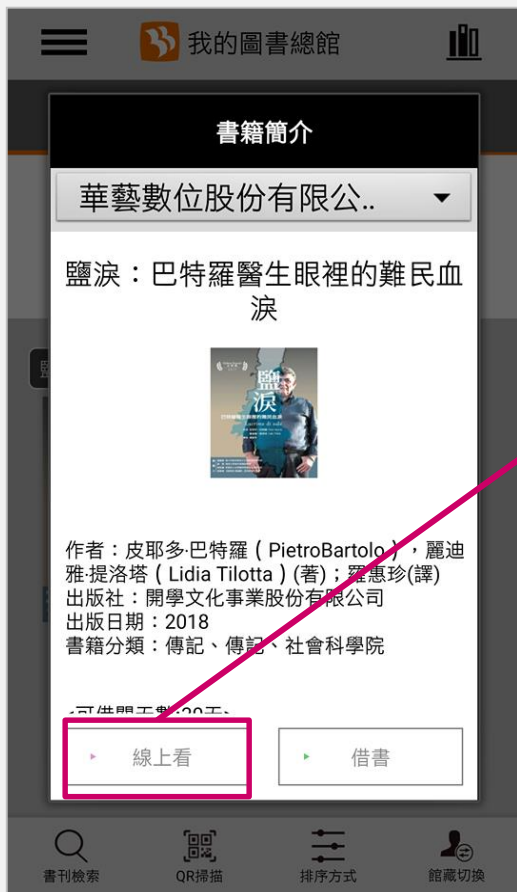 我的圖書總館
書籍簡介
華藝數位股份有限公..
鹽淚：巴特羅醫生眼裡的難民血
淚
鹽
淚
作者：皮耶多·巴特羅（PietroBartolo），麗迪
雅·提洛塔（Lidia Tilotta）(著)；羅惠珍(譯)
出版社：開學文化事業股份有限公司
出版日期：2018
書籍分類：傳記、傳記、社會科學院
線上看
借書
書刊檢索
QR掃描
排序方式
館藏切換